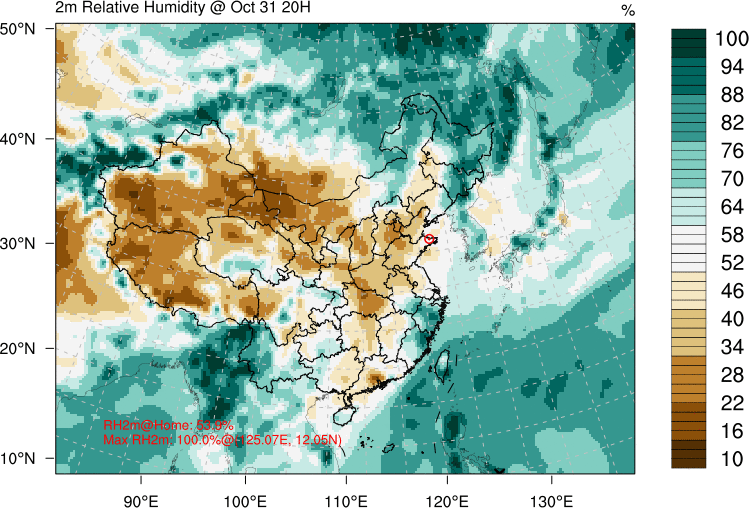 2m Relative Humidity @ Oct 31 20H
%
50°N
40°N
30°N
20°N
10°N
90°E
100°E
110°E
120°E
130°E
100
94
88
82
76
70
64
58
52
46
40
34
28
22
16
10
RH2m@Home: 53.9%
Max RH2m: 100.0%@(125.07E, 12.05N)